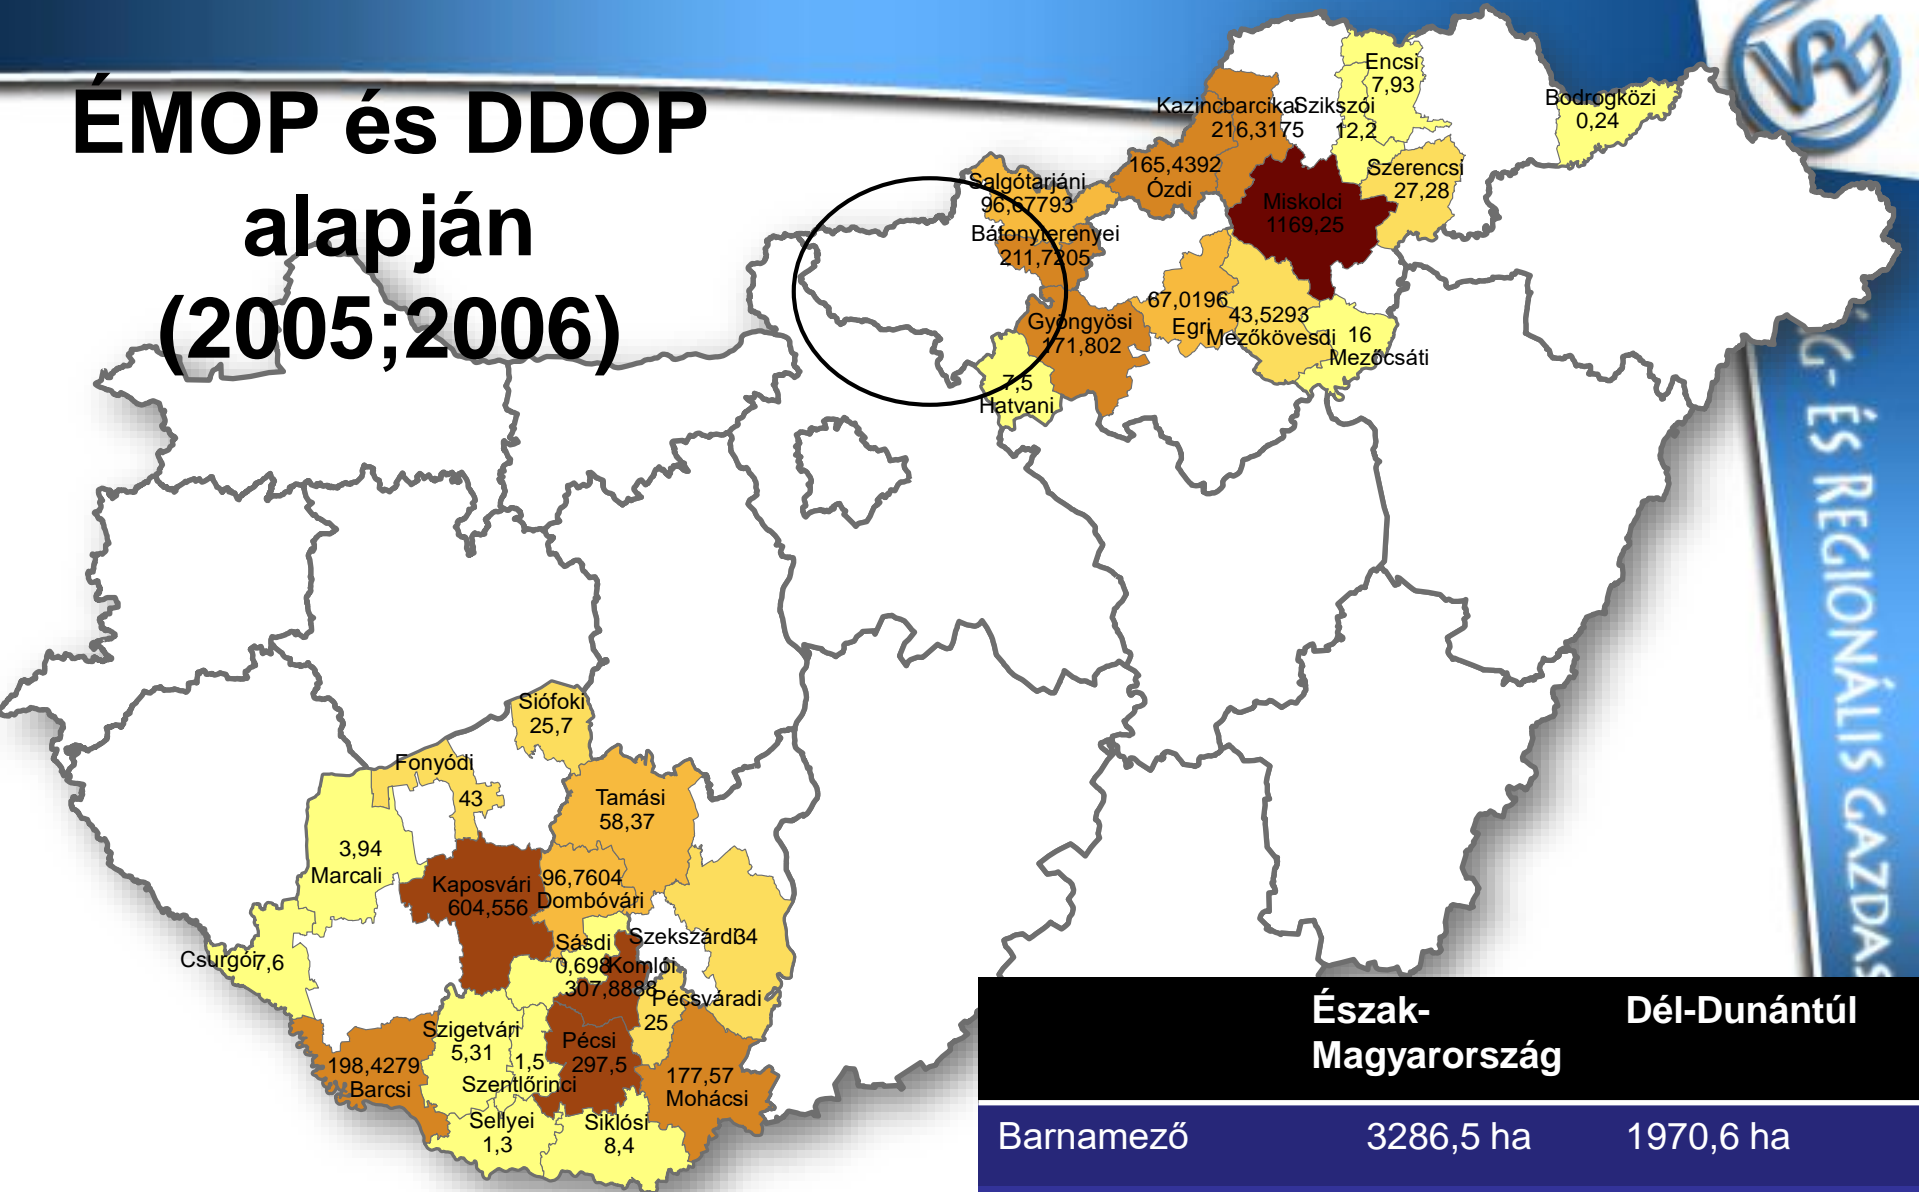 ÉMOP és DDOP
alapján
(2005;2006)
Encsi
7,93
Bodrogközi
0,24
Kazincbarcikai
216,3175
Szikszói
12,2
165,4392
Ózdi
Szerencsi
27,28
Salgótarjáni
96,67793
Miskolci
1169,25
Bátonyterenyei
211,7205
67,0196
Egri
43,5293
Mezőkövesdi
16
Mezőcsáti
Gyöngyösi
171,802
7,5
Hatvani
Siófoki
25,7
Fonyódi
43
Tamási
58,37
3,94
Marcali
Kaposvári
604,556
96,7604
Dombóvári
Csurgói
7,6
Sásdi
0,698
Szekszárdi
34
Komlói
307,8888
Pécsváradi
25
Szigetvári
5,31
1,5
Szentlőrinci
Pécsi
297,5
198,4279
Barcsi
177,57
Mohácsi
Sellyei
1,3
Siklósi
8,4
G- ÉS REGIONÁLIS GAZDAS
Észak-
Magyarország
Dél-Dunántúl
Barnamező 3286,5 ha 1970,6 ha